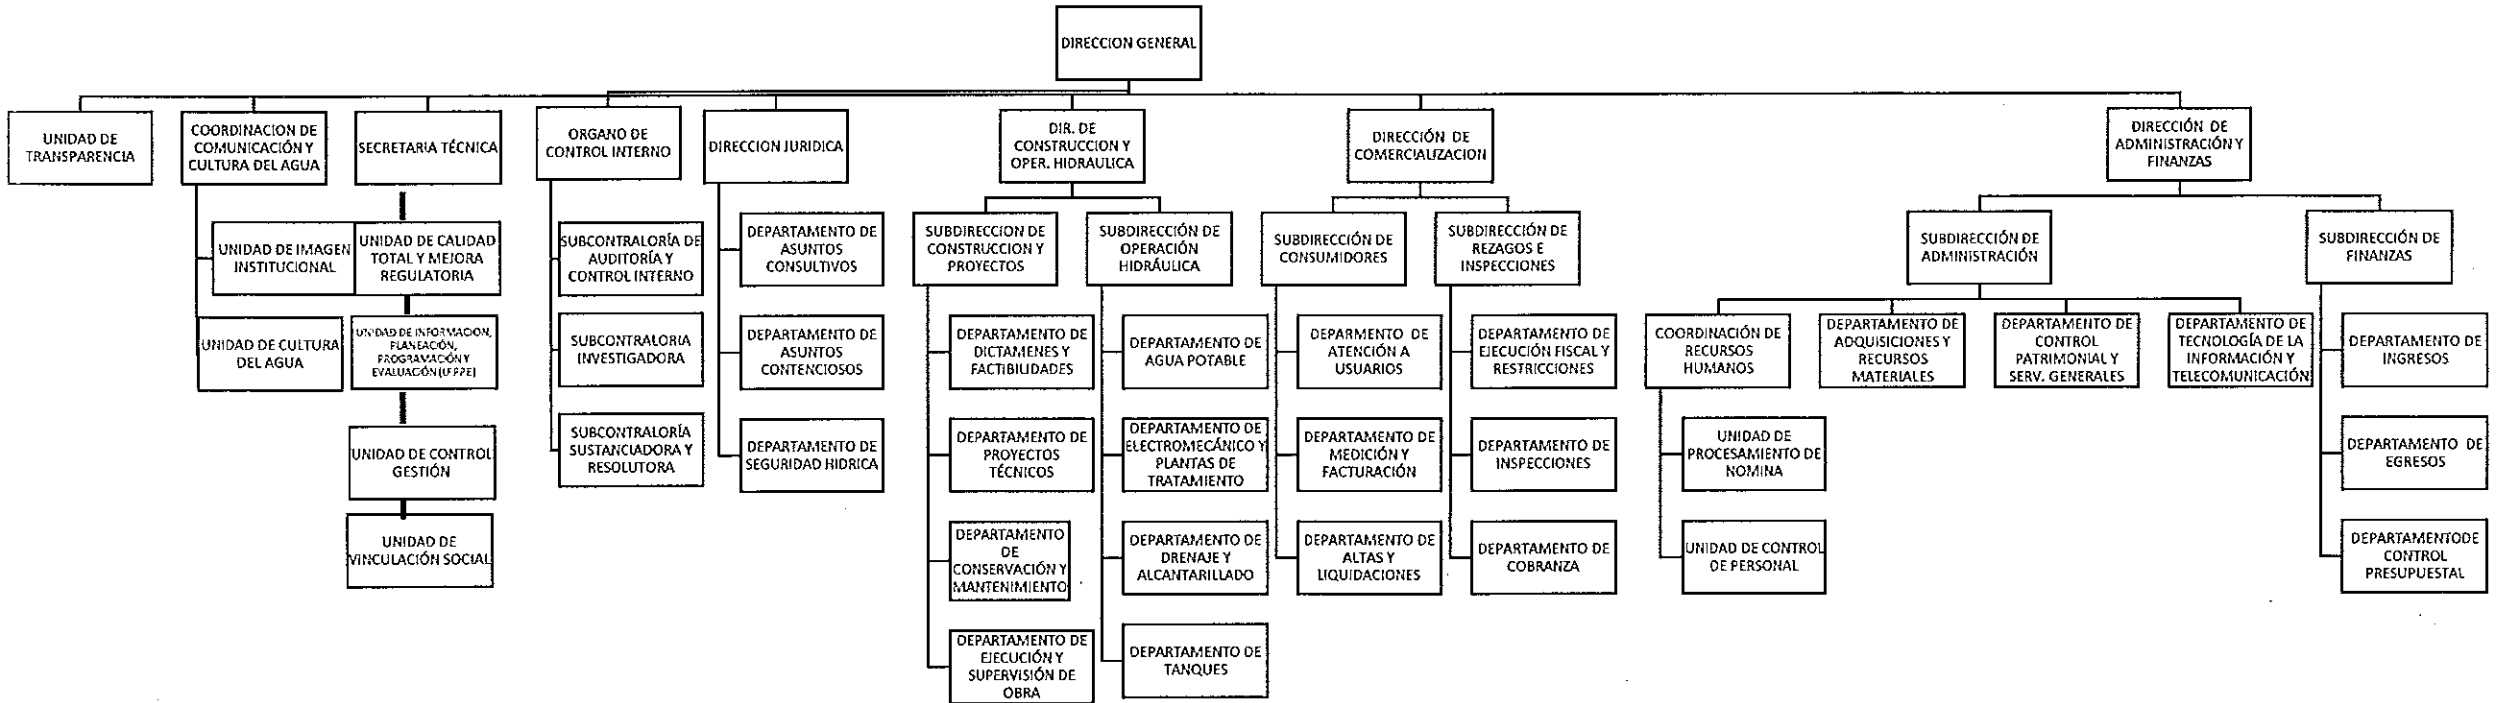 DIRECCION GENERAL
UNIDAD DE
TRANSPARENCIA
COORDINACION DE
COMUNICACIÓN Y
CULTURA DEL AGUA
SECRETARIA TÉCNICA
ORGANO DE
CONTROL INTERNO
DIRECCION JURIDICA
DIR. DE
CONSTRUCCION Y
OPER. HIDRAULICA
DIRECCIÓN DE
COMERCIALIZACION
DIRECCIÓN DE
ADMINISTRACIÓN Y
FINANZAS
UNIDAD DE IMAGEN
INSTITUCIONAL
UNIDAD DE CULTURA
DEL AGUA
UNIDAD DE CALIDAD
TOTAL Y MEJORA
REGULATORIA
UNIDAD DE INFORMACION,
PLANEACIÓN,
PROGRAMACIÓN Y
EVALUACIÓN
UNIDAD DE CONTROL
GESTIÓN
UNIDAD DE
VINCULACIÓN SOCIAL
SUBCONTRALORÍA DE
AUDITORÍA Y
CONTROL INTERNO
SUBCONTRALORIA
INVESTIGADORA
SUBCONTRALORÍA
SUSTANCIADORA Y
RESOLUTORA
DEPARTAMENTO DE
ASUNTOS
CONSULTIVOS
DEPARTAMENTO DE
ASUNTOS
CONTENCIOSOS
DEPARTAMENTO DE
SEGURIDAD HIDRICA
SUBDIRECCION DE
CONSTRUCCION Y
PROYECTOS
DEPARTAMENTO DE
DICTAMENES Y
FACTIBILIDADES
DEPARTAMENTO DE
PROYECTOS
TÉCNICOS
DEPARTAMENTO
DE
CONSERVACIÓN Y
MANTENIMIENTO
DEPARTAMENTO DE
EJECUCIÓN Y
SUPERVISIÓN DE
OBRA
SUBDIRECCIÓN DE
OPERACIÓN
HIDRÁULICA
DEPARTAMENTO DE
AGUA POTABLE
DEPARTAMENTO DE
ELECTROMECÁNICO Y
PLANTAS DE
TRATAMIENTO
DEPARTAMENTO DE
DRENAJE Y
ALCANTARILLADO
DEPARTAMENTO DE
TANQUES
SUBDIRECCIÓN DE
CONSUMIDORES
DEPARMENTO DE
ATENCIÓN A
USUARIOS
DEPARTAMENTO DE
MEDICIÓN Y
FACTURACIÓN
DEPARTAMENTO DE
ALTAS Y
LIQUIDACIONES
SUBDIRECCIÓN DE
REZAGOS E
INSPECCIONES
DEPARTAMENTO DE
EJECUCIÓN FISCAL Y
RESTRICCIONES
DEPARTAMENTO DE
INSPECCIONES
DEPARTAMENTO DE
COBRANZA
SUBDIRECCIÓN DE
ADMINISTRACIÓN
COORDINACIÓN DE
RECURSOS
HUMANOS
UNIDAD DE
PROCESAMIENTO DE
NOMINA
UNIDAD DE CONTROL
DE PERSONAL
DEPARTAMENTO DE
ADQUISICIONES Y
RECURSOS
MATERIALES
DEPARTAMENTO DE
CONTROL
PATRIMONIAL Y
SERV. GENERALES
DEPARTAMENTO DE
TECNOLOGÍA DE LA
INFORMACIÓN Y
TELECOMUNICACIÓN
SUBDIRECCIÓN DE
FINANZAS
DEPARTAMENTO DE
INGRESOS
DEPARTAMENTO DE
EGRESOS
DEPARTAMENTODE
CONTROL
PRESUPUESTAL